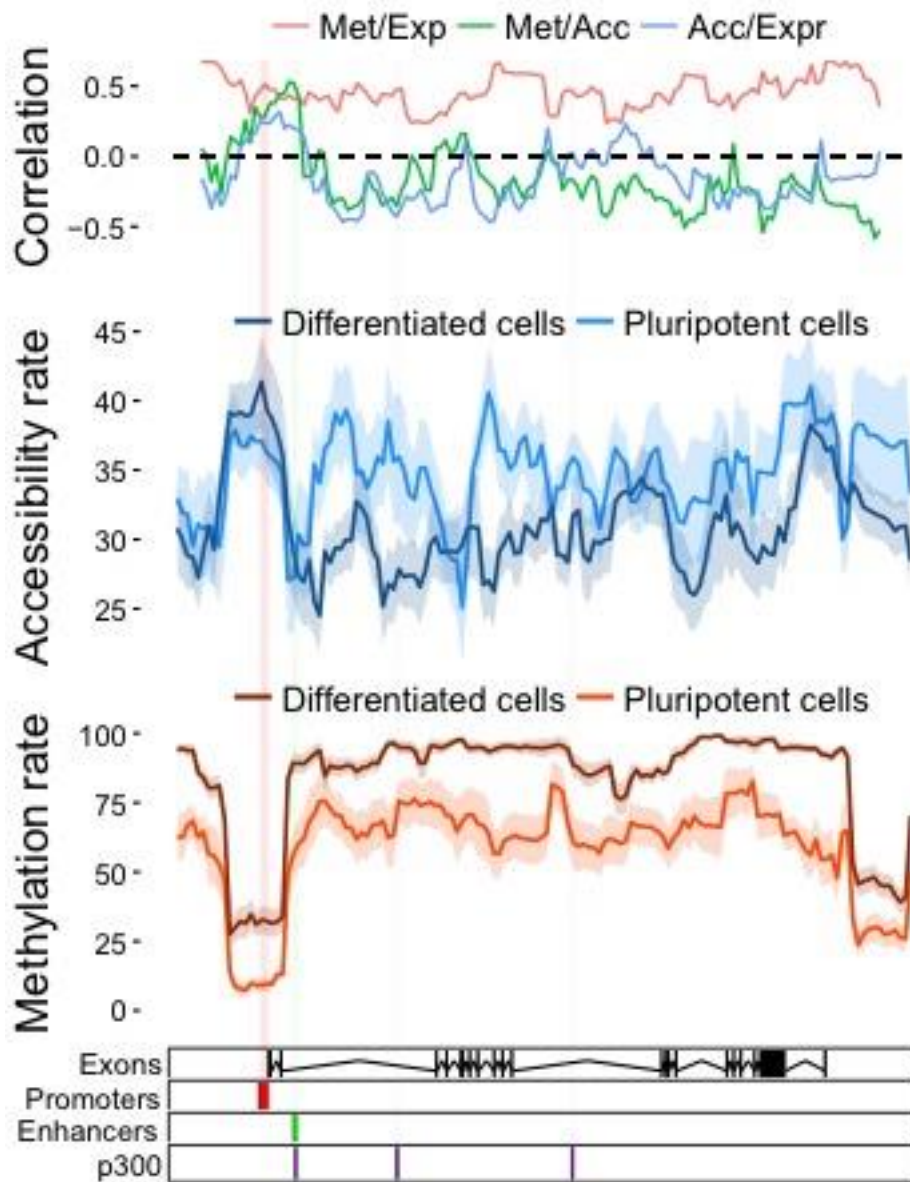 Met/Exp Met/Acc Acc/Expr
Correlation
0.5
0.0
−0.5
Differentiated cells Pluripotent cells
Accessibility rate
45
40
35
30
25
Differentiated cells Pluripotent cells
Methylation rate
100
75
50
25
0
Exons
Promoters
Enhancers
p300